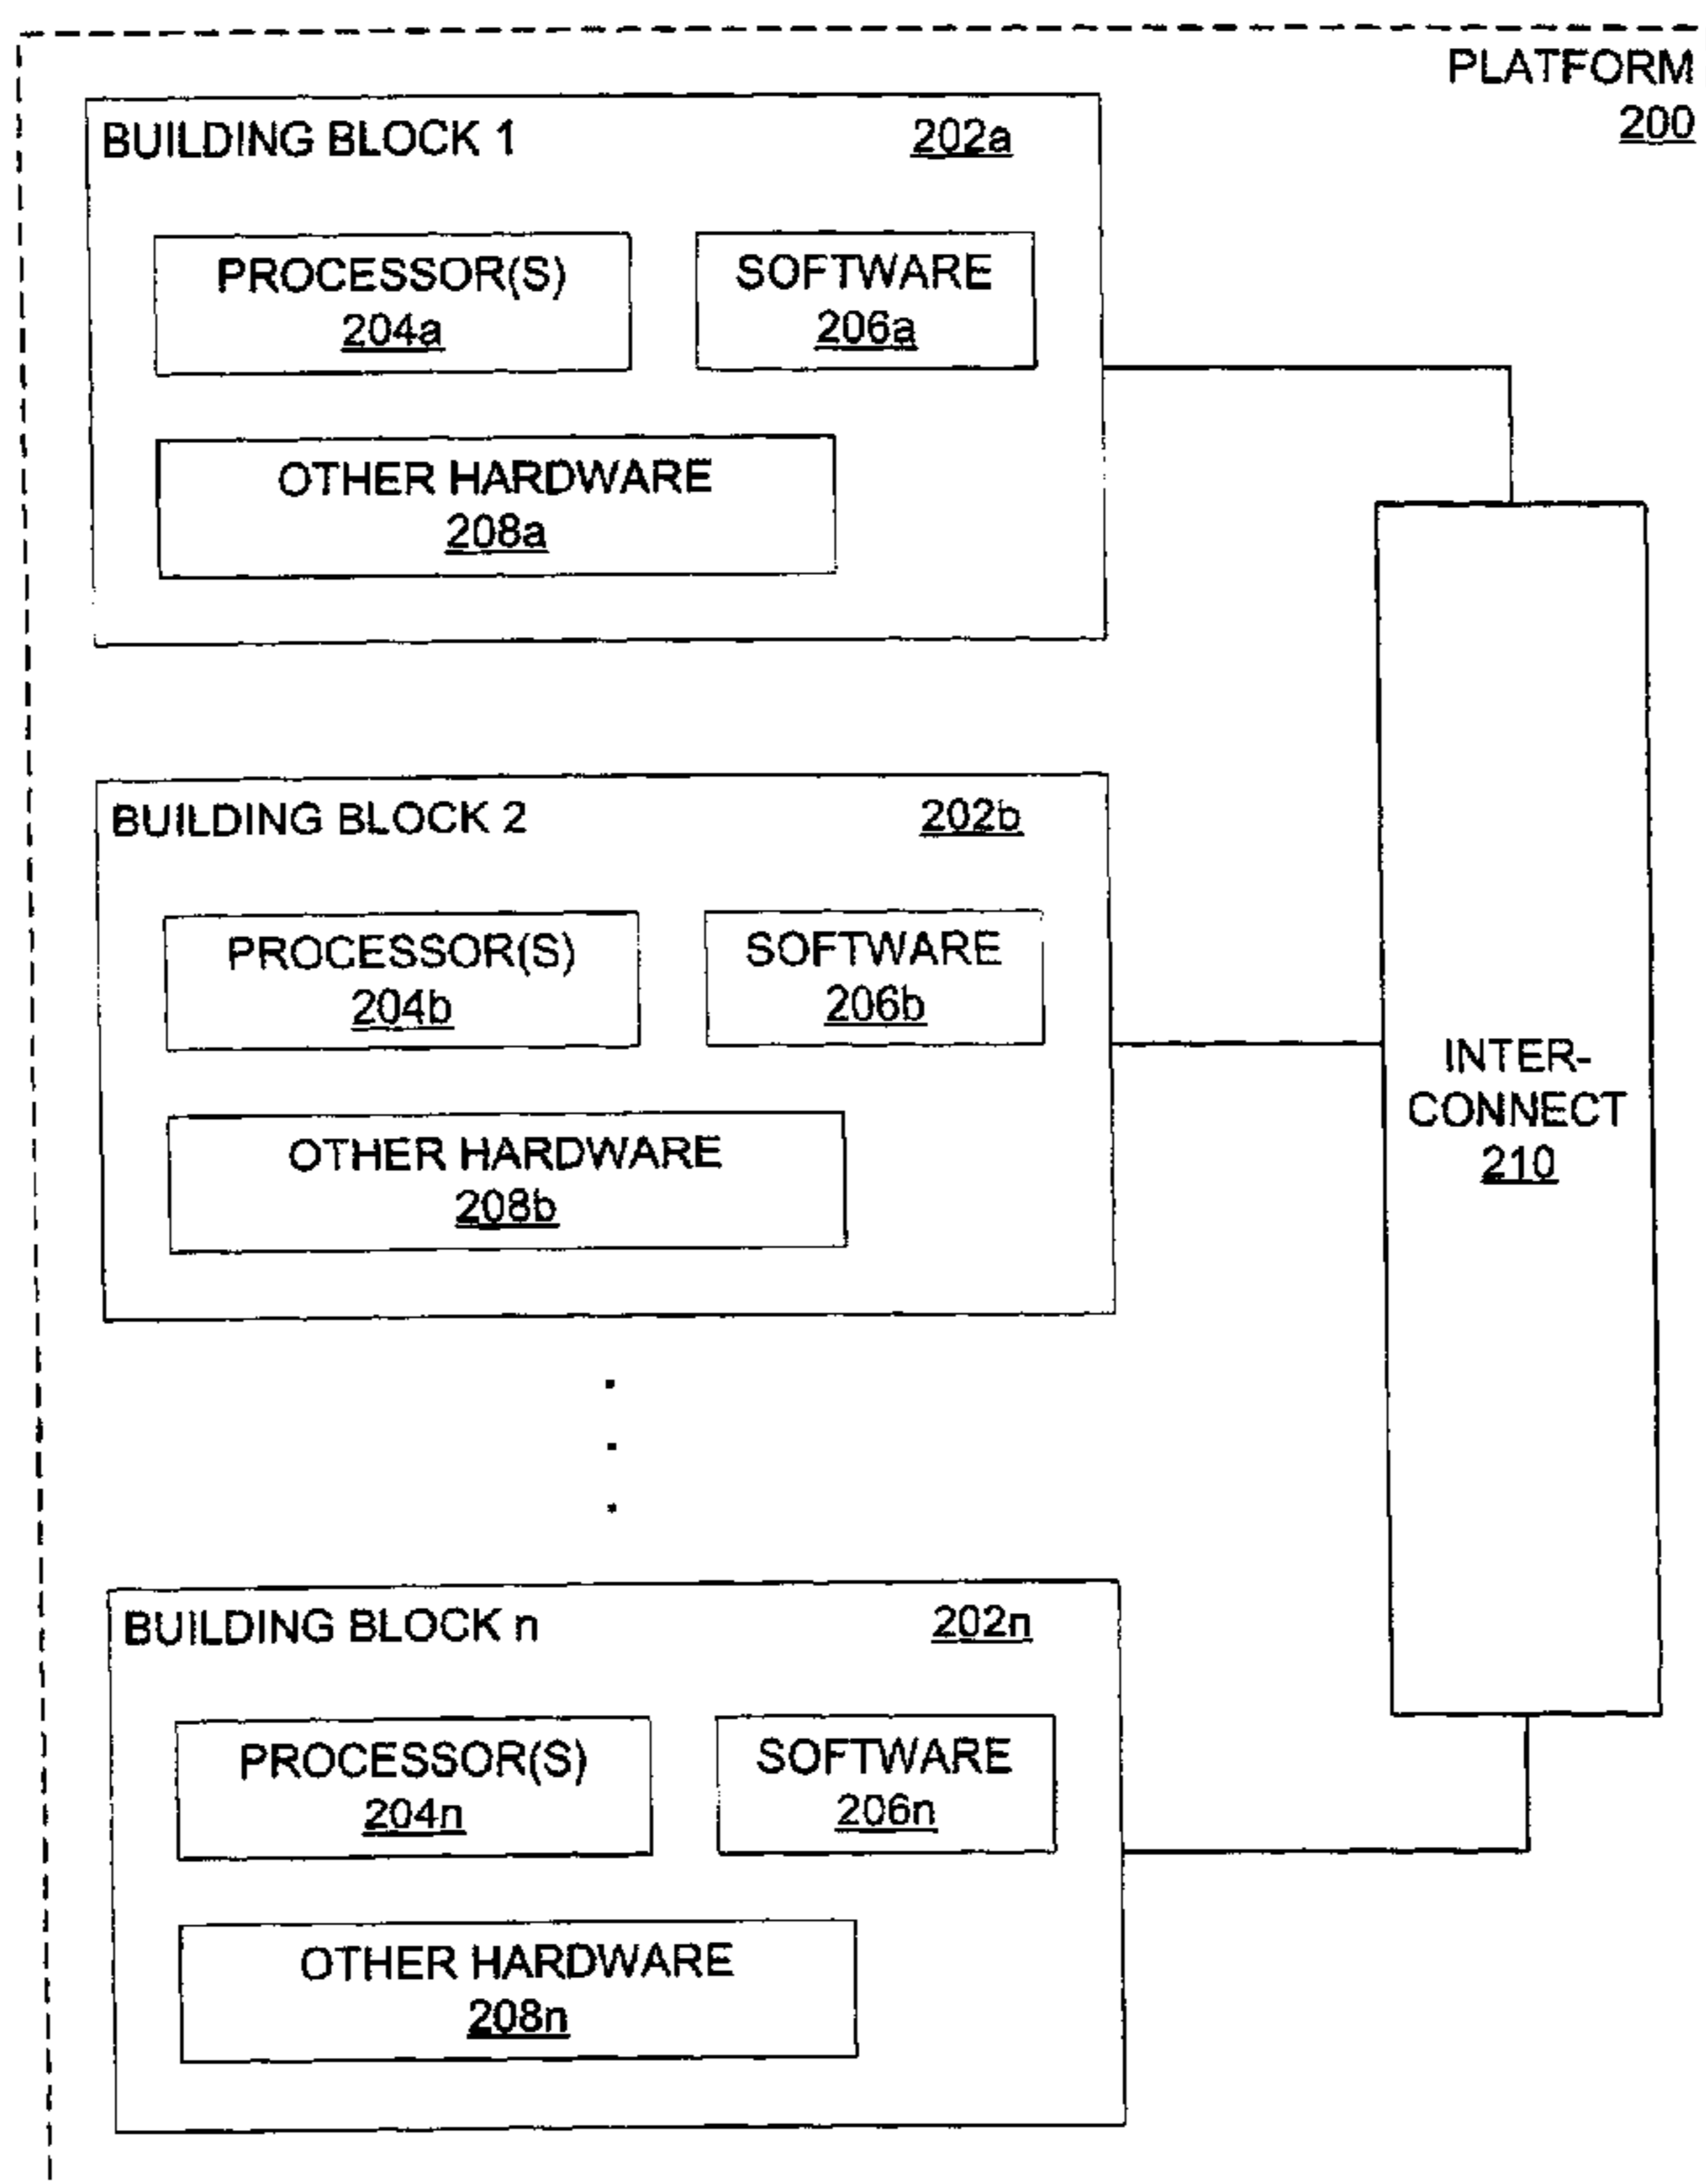 PLATFORM
200
BUILDING BLOCK 1 202a
PROCESSOR(S)
204a
SOFTWARE
206a
OTHER HARDWARE
208a
BUILDING BLOCK 2 202b
PROCESSOR(S)
204b
SOFTWARE
206b
OTHER HARDWARE
208b
INTER-
CONNECT
210
BUILDING BLOCK n 202n
PROCESSOR(S)
204n
SOFTWARE
206n
OTHER HARDWARE
208n